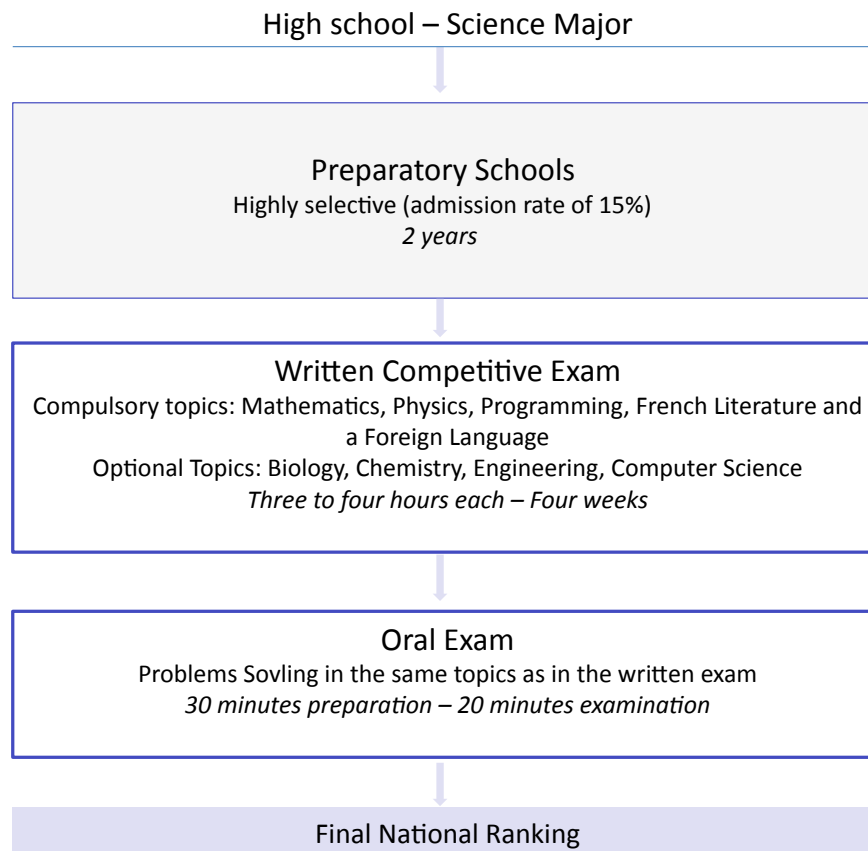 High school – Science Major
Preparatory Schools
Highly selective (admission rate of 15%)
2 years
Written Competitive Exam
Compulsory topics: Mathematics, Physics, Programming, French Literature and
a Foreign Language
Optional Topics: Biology, Chemistry, Engineering, Computer Science
Three to four hours each – Four weeks
Oral Exam
Problems Sovling in the same topics as in the written exam
30 minutes preparation – 20 minutes examination
Final National Ranking